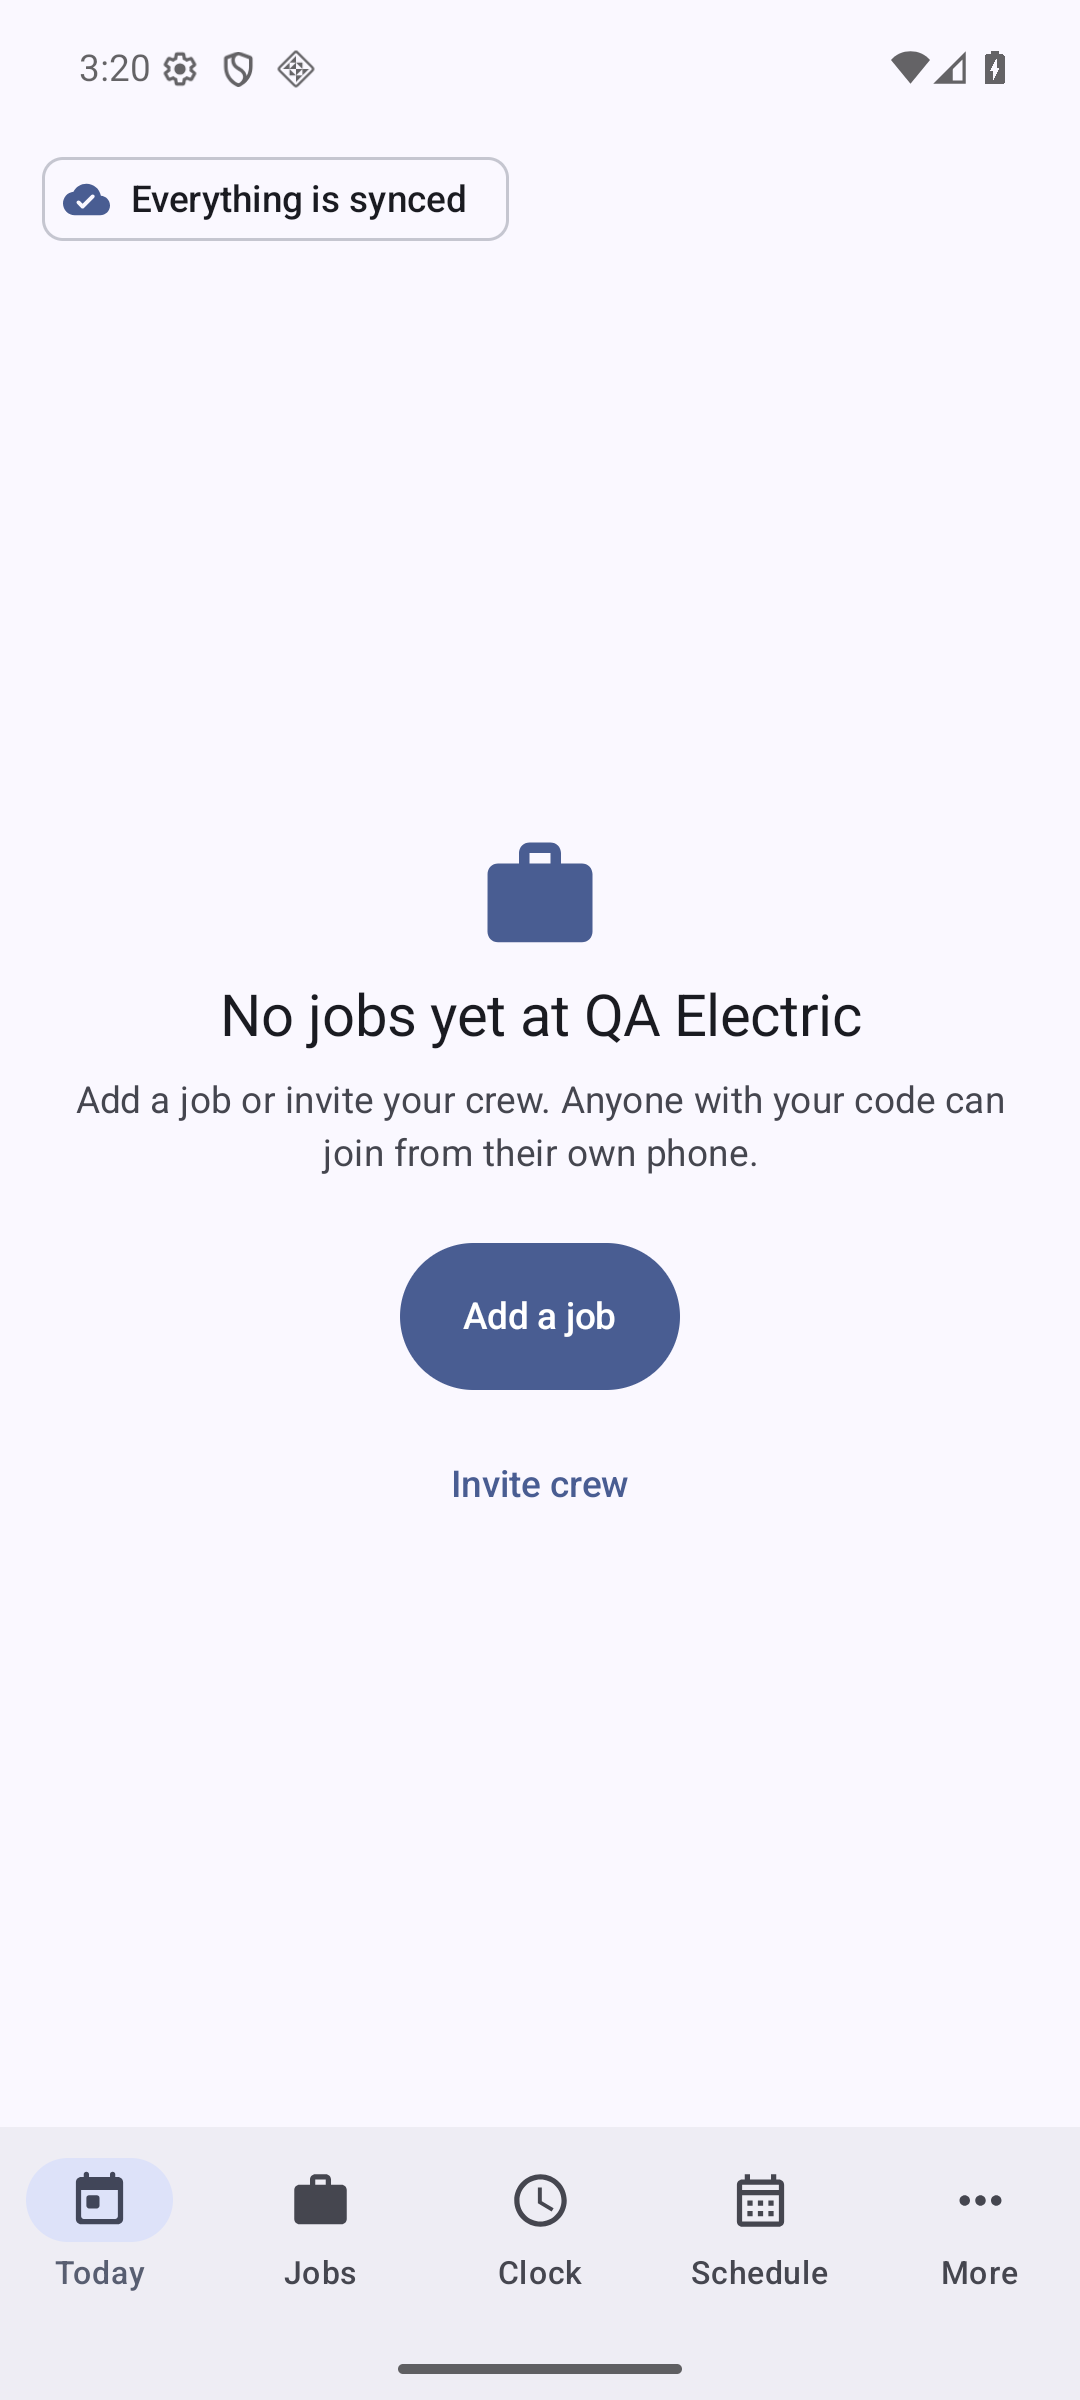 3:20
Everything is synced
No jobs yet at QA Electric
Add a job or invite your crew. Anyone with your code can
join from their own phone.
Add a job
Invite crew
Today
Jobs
Clock
Schedule
More